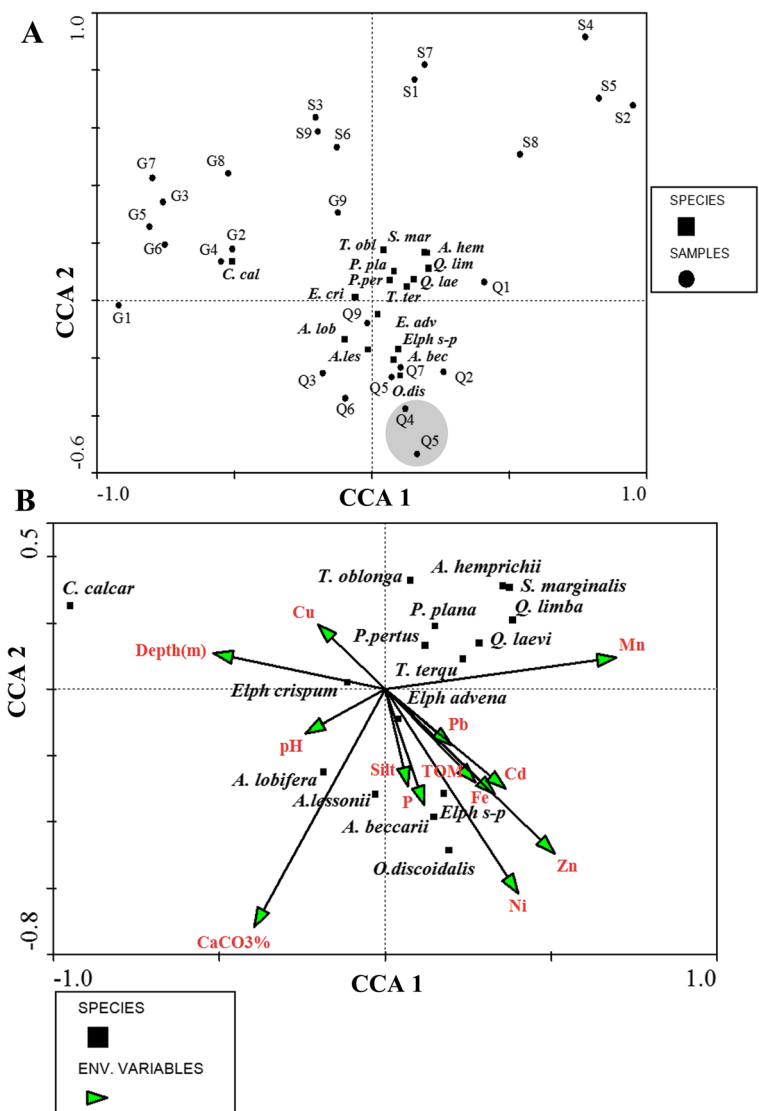 A
1.0
S4
S7
S1
S5
S2
S3
S9
S6
S8
G7
G8
G3
G9
G5
G6
G4
G2
C. cal
G1
S. mar
T. obl
A. hem
P. pla
Q. lim
P.per
Q. lae
T. ter
Q1
E. cri
Q9
E. adv
A. lob
Elph s-p
A.les
A. bec
Q7
Q2
Q3
Q5
O.dis
Q6
Q4
Q5
CCA 2
-0.6
-1.0
CCA 1
1.0
SPECIES
SAMPLES
B
0.5
C. calcar
T. oblonga
A. hemprichii
S. marginalis
Q. limba
Cu
P. plana
P.pertus
Q. laevi
Depth(m)
Mn
T. terqu
Elph crispum
Elph advena
Pb
pH
A. lobifera
Silt
TOM
Cd
A.lessonii
P
Fe
Elph s-p
A. beccarii
O.discoidalis
Zn
Ni
CaCO3%
CCA 2
-0.8
-1.0
CCA 1
1.0
SPECIES
ENV. VARIABLES